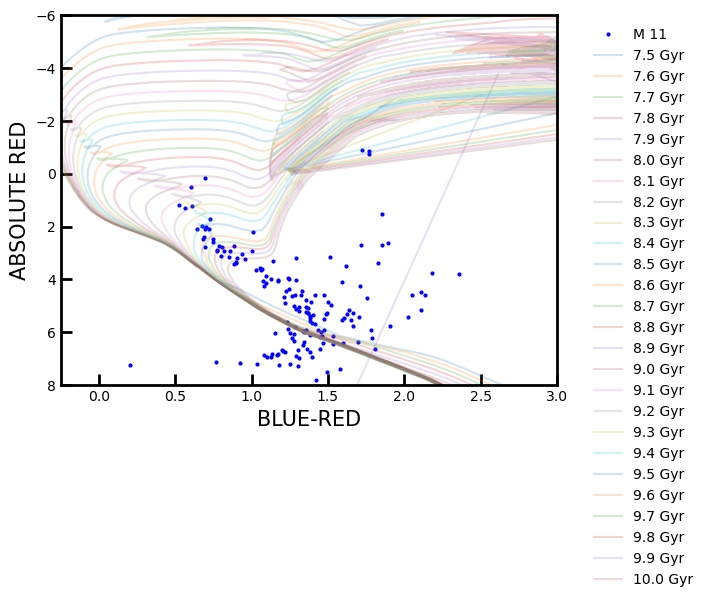 −6
−4
−2
0
2
4
6
8
ABSOLUTE RED
0.0 0.5 1.0 1.5 2.0 2.5 3.0
BLUE-RED
M 11
7.5 Gyr
7.6 Gyr
7.7 Gyr
7.8 Gyr
7.9 Gyr
8.0 Gyr
8.1 Gyr
8.2 Gyr
8.3 Gyr
8.4 Gyr
8.5 Gyr
8.6 Gyr
8.7 Gyr
8.8 Gyr
8.9 Gyr
9.0 Gyr
9.1 Gyr
9.2 Gyr
9.3 Gyr
9.4 Gyr
9.5 Gyr
9.6 Gyr
9.7 Gyr
9.8 Gyr
9.9 Gyr
10.0 Gyr